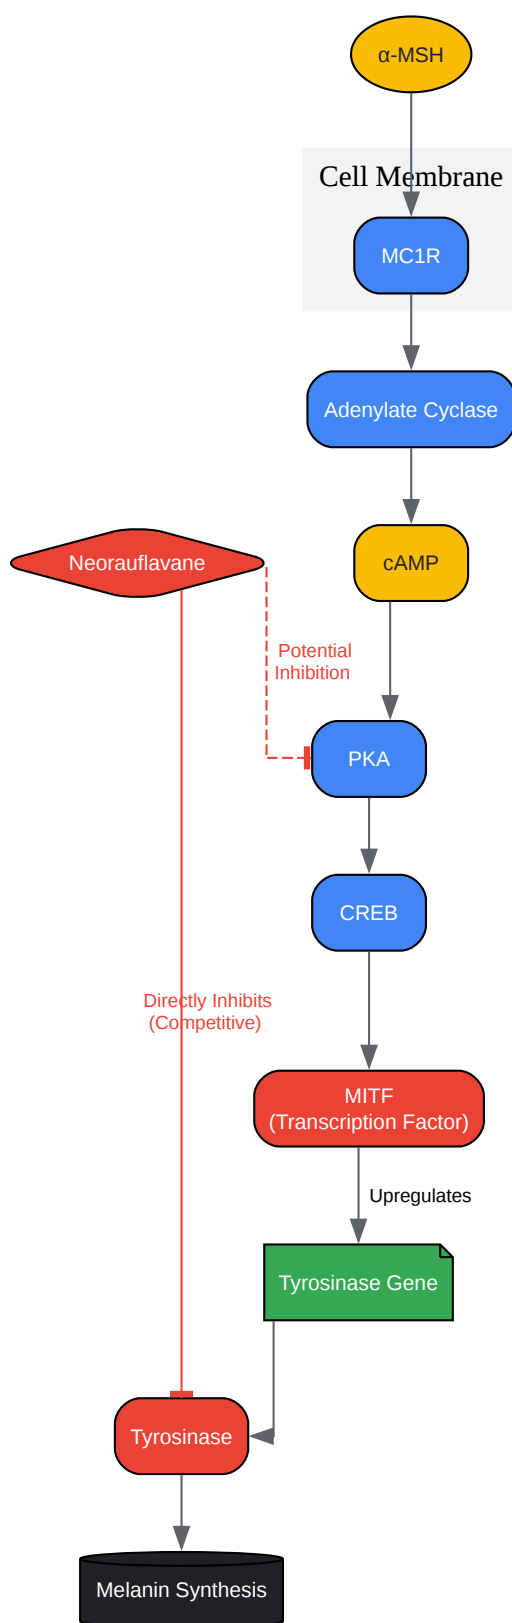 α-MSH
Cell Membrane
MC1R
Adenylate Cyclase
Neorauflavane
cAMP
Potential
Inhibition
PKA
CREB
Directly Inhibits
(Competitive)
MITF
(Transcription Factor)
Upregulates
Tyrosinase Gene
Tyrosinase
Melanin Synthesis